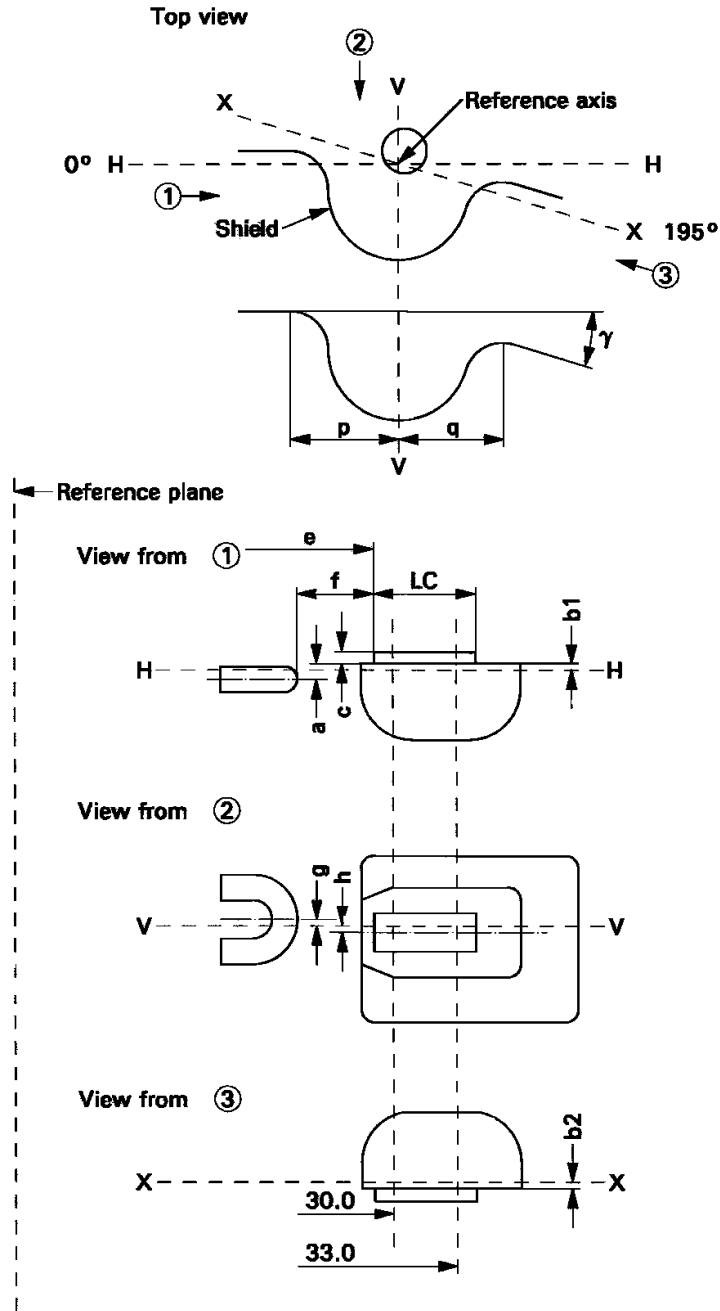 Top view
②
V
X
Reference axis
0° H
H
①
Shield
X 195°
③
γ
p
q
V
Reference plane
e
View from ①
f
LC
b1
H
H
a
c
View from ②
g
h
V
V
View from ③
b2
X
X
30.0
33.0